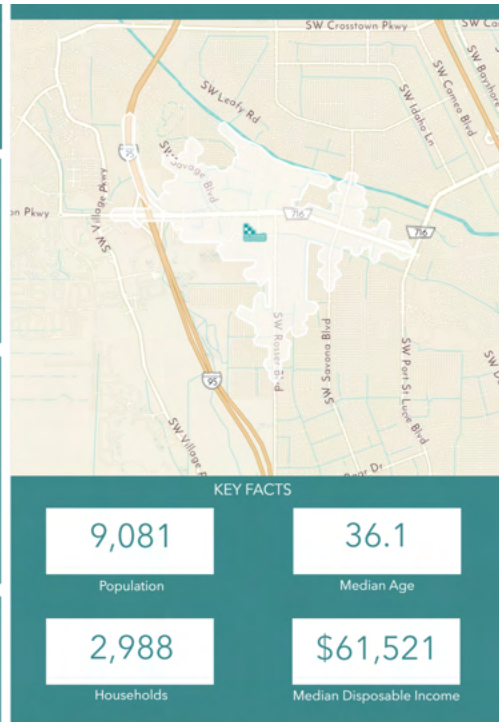 SW Crosstown Pkwy
SW Leafy Rd
SW Idaho Ln
SW Cameo Blvd
95
SW Savage Blvd
SW Village Pkwy
716
716
SW Rosser Blvd
SW Savona Blvd
SW Port St Lucie Blvd
95
SW Village
KEY FACTS
9,081
36.1
Population
Median Age
2,988
$61,521
Households
Median Disposable Income